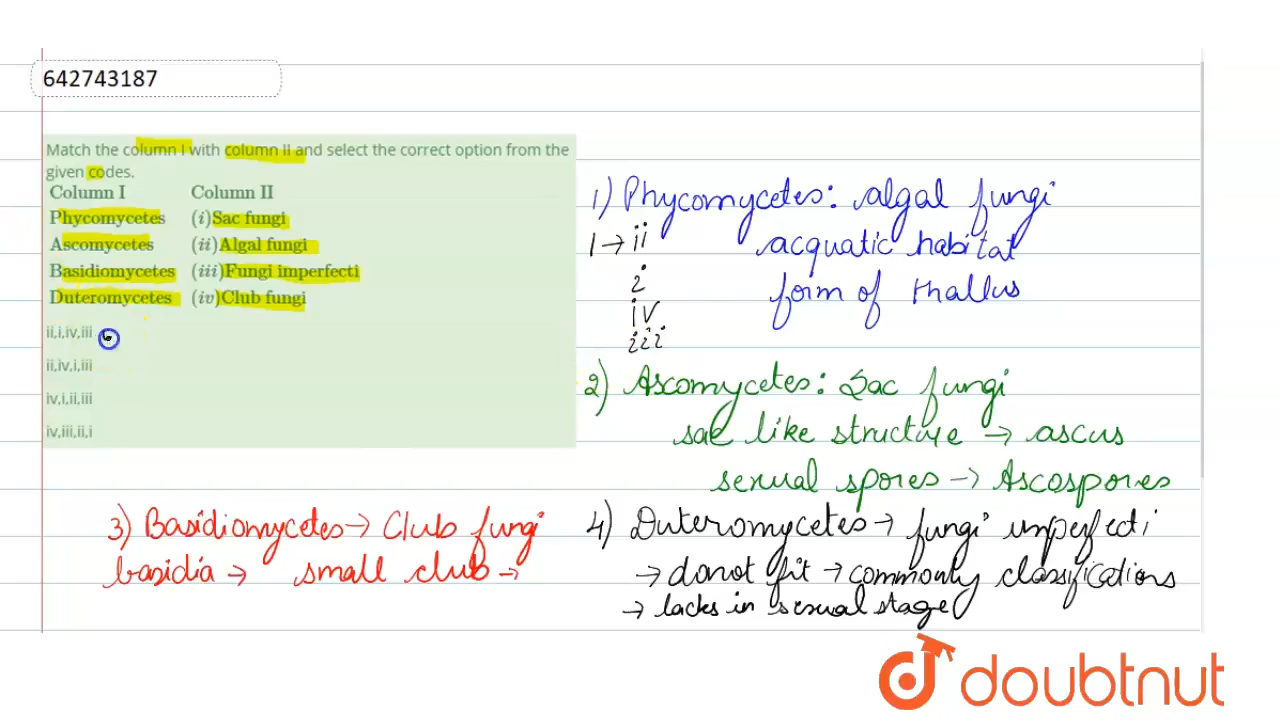 642743187
Match the column I with column II and select the correct option from the
given codes.
Column I Column II
Phycomycetes (i)Sac fungi
Ascomycetes (ii)Algal fungi
Basidiomycetes (iii)Fungi imperfecti
Duteromycetes (iv)Club fungi
ii,i,iv,iii
ii,iv,i,iii
iv,i,ii,iii
iv,iii,ii,i
1) Phycomycetes: algal fungi
1→ ii acquatic habitat
i form of thallus
iv
iii
2) Ascomycetes: Sac fungi
sac like structure → ascus
sexual spores → Ascospores
3) Basidiomycetes → Club fungi
basidia → small club →
4) Duteromycetes → fungi imperfecti
→ donot fit → commonly classifications
→ lacks in sexual stage
doubtnut